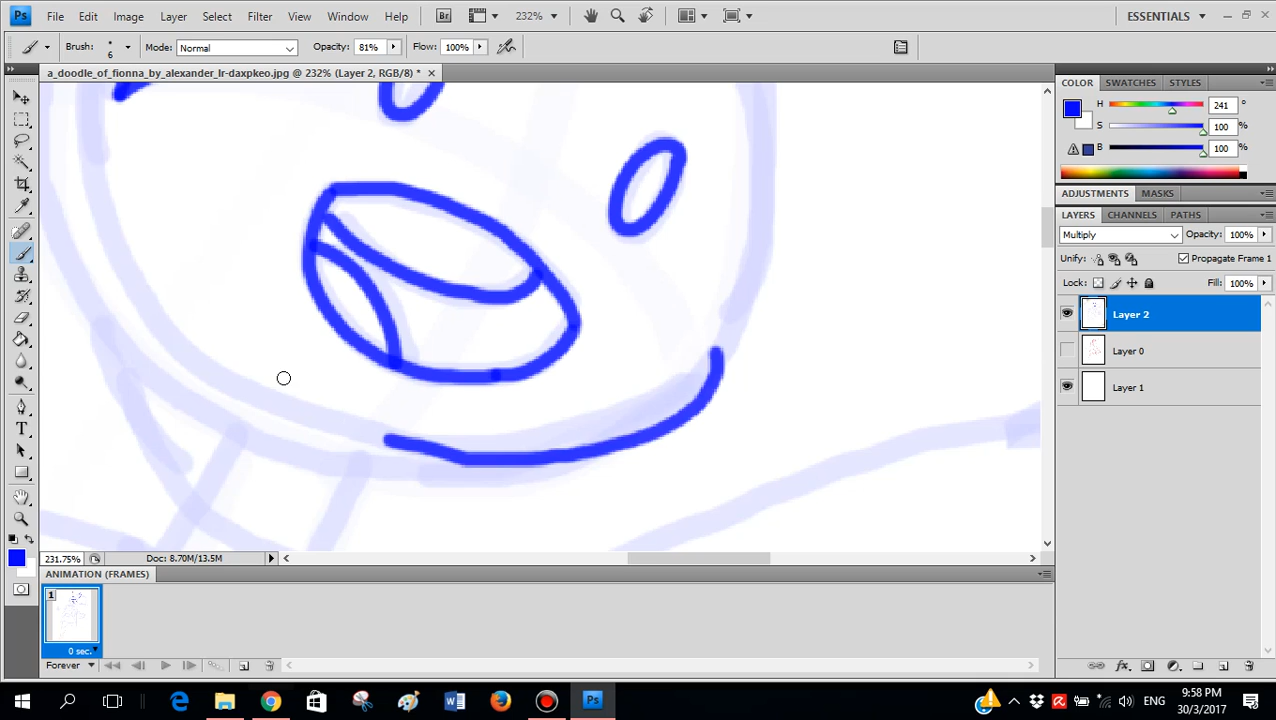 Ps File Edit Image Layer Select Filter View Window Help Br 232% ESSENTIALS
Brush: 6 Mode: Normal Opacity: 81% Flow: 100%
a_doodle_of_fionna_by_alexander_lr-daxpkeo.jpg @ 232% (Layer 2, RGB/8) *
COLOR SWATCHES STYLES
H 241 °
S 100 %
B 100 %
ADJUSTMENTS MASKS
LAYERS CHANNELS PATHS
Multiply Opacity: 100%
Unify: Propagate Frame 1
Lock: Fill: 100%
Layer 2
Layer 0
Layer 1
231.75% Doc: 8.70M/13.5M
ANIMATION (FRAMES)
1
0 sec.
Forever
ENG
9:58 PM
30/3/2017